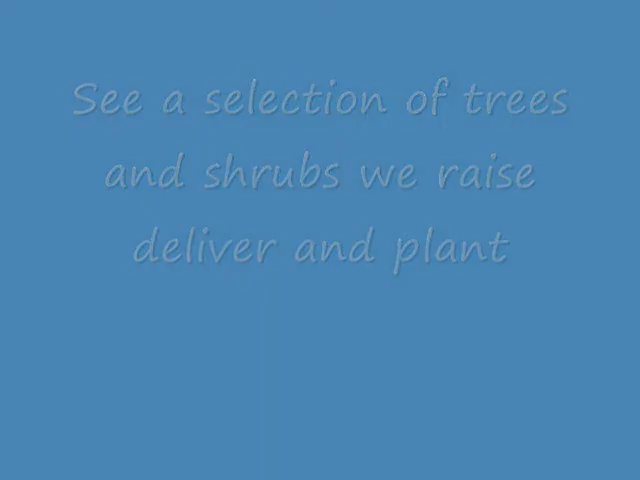 See a selection of trees
and shrubs we raise
deliver and plant